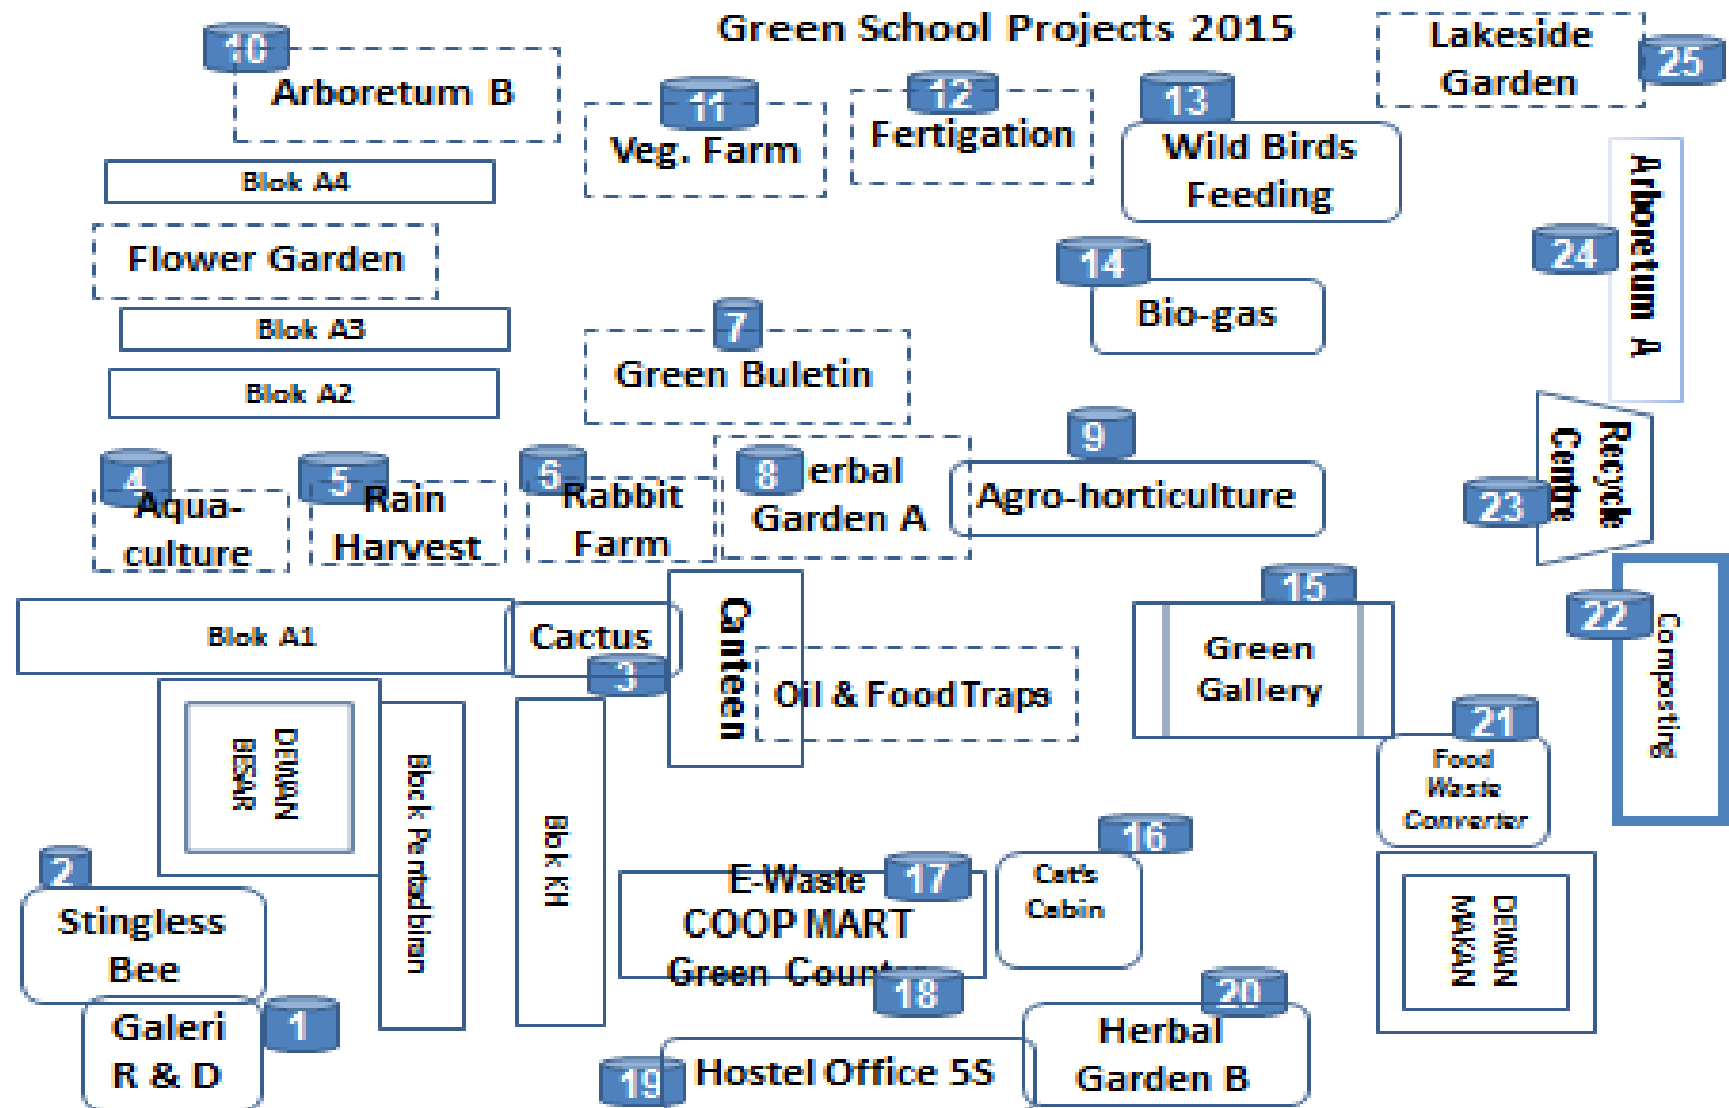 Green School Projects 2015
10
Arboretum B
11
Veg. Farm
12
Fertigation
13
Wild Birds
Feeding
Lakeside
Garden
25
Blok A4
Flower Garden
Blok A3
Blok A2
7
Green Buletin
14
Bio-gas
24
Arboretum A
4
Aqua-
culture
5
Rain
Harvest
6
Rabbit
Farm
8
erbal
Garden A
9
Agro-horticulture
23
Recycle
Centre
Blok A1
Cactus
3
Canteen
Oil & Food Traps
15
Green
Gallery
22
Composting
21
Food
Waste
Converter
DEWAN
BESAR
Block Pentadbiran
Blok KH
2
Stingless
Bee
1
Galeri
R & D
E-Waste
17
COOP MART
Green Counter
18
16
Cat's
Cabin
DEWAN
MAKAN
19
Hostel Office 5S
20
Herbal
Garden B